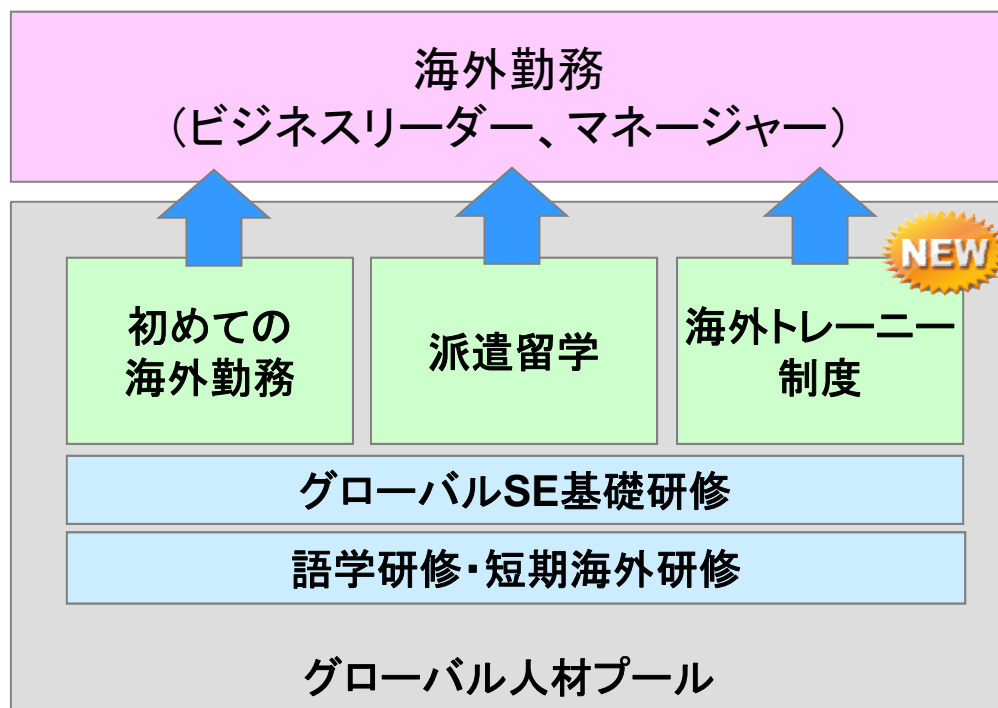 海外勤務
（ビジネスリーダー、マネージャー）
NEW
初めての
海外勤務
派遣留学
海外トレーニー
制度
グローバルSE基礎研修
語学研修・短期海外研修
グローバル人材プール